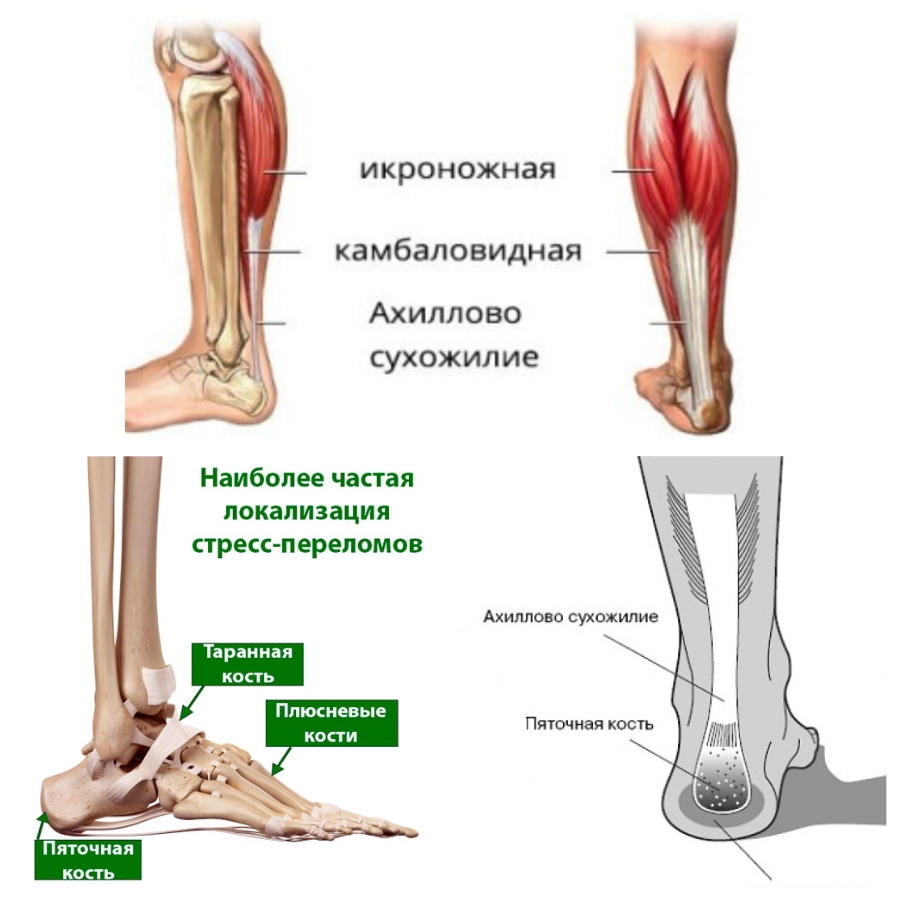 икроножная
камбаловидная
Ахиллово
сухожилие
Наиболее частая
локализация
стресс-переломов
Таранная
кость
Плюсневые
кости
Пяточная
кость
Ахиллово сухожилие
Пяточная кость